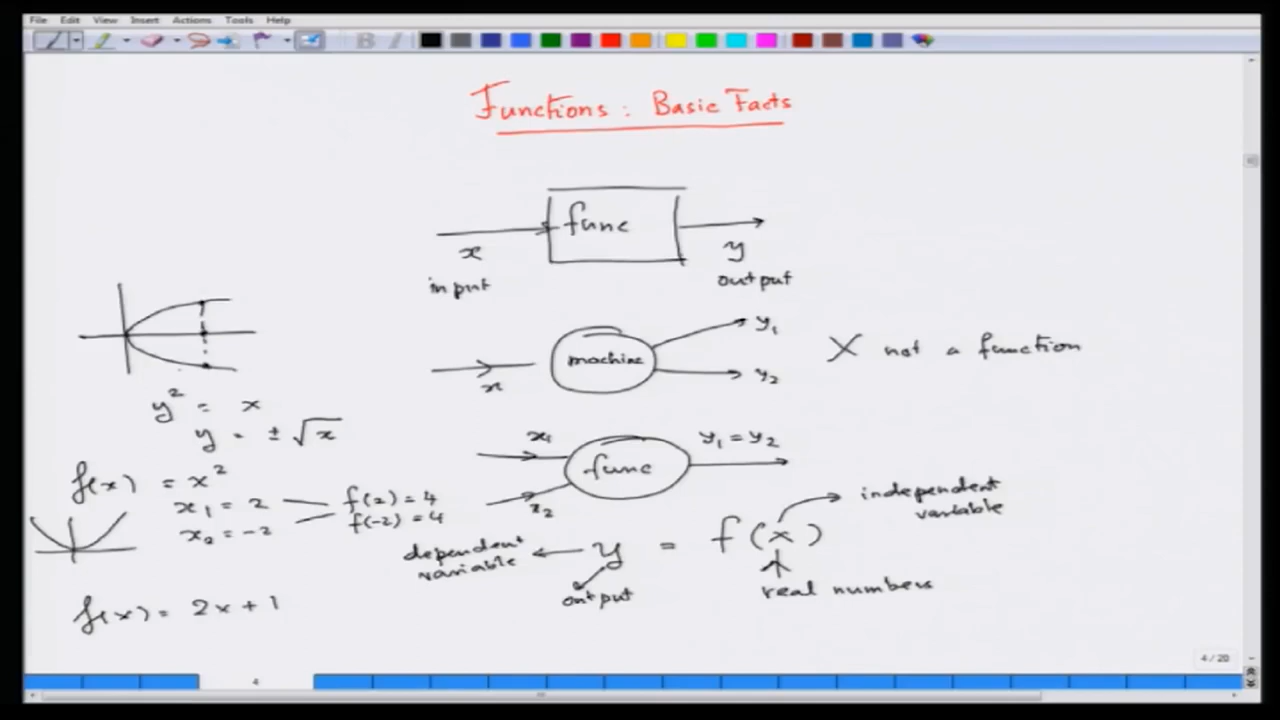 File Edit View Insert Actions Tools Help
Functions : Basic Facts
func
x
y
input
output
machine
x
y1
y2
X not a function
y² = x
y = ± √x
x1
x2
func
y1 = y2
f(x) = x²
x1 = 2
x2 = -2
f(2) = 4
f(-2) = 4
dependent
variable
y = f(x)
independent
variable
output
real numbers
f(x) = 2x + 1
4 / 20
4